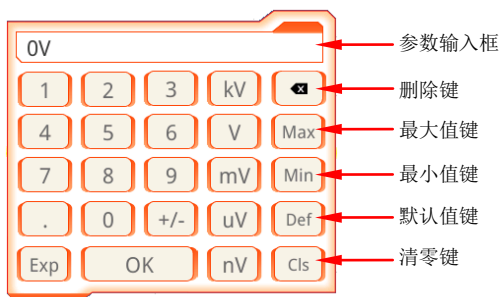 0V 参数输入框
1 2 3 kV 删除键
4 5 6 V Max 最大值键
7 8 9 mV Min 最小值键
. 0 +/- uV Def 默认值键
Exp OK nV Cls 清零键